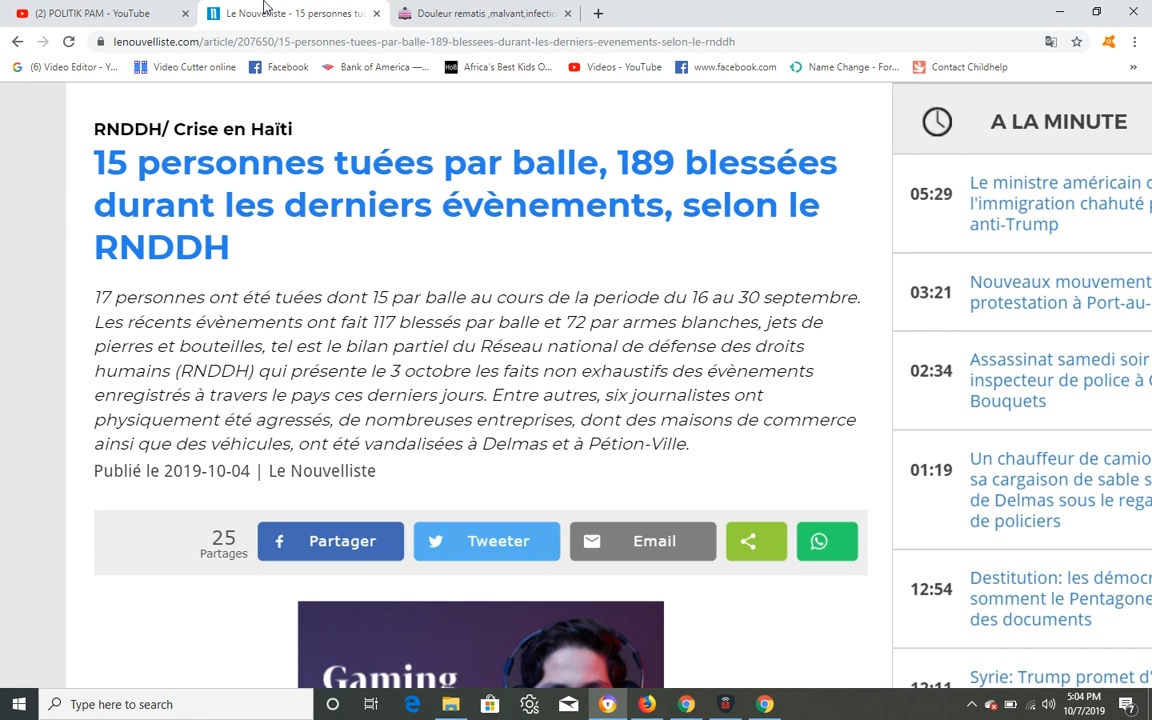 (2) POLITIK PAM - YouTube
Le Nouvelliste - 15 personnes tu
Douleur rematis ,malvant,infectio
lenouvelliste.com/article/207650/15-personnes-tuees-par-balle-189-blessees-durant-les-derniers-evenements-selon-le-rnddh
(6) Video Editor - Y...
Video Cutter online
Facebook
Bank of America —...
Africa's Best Kids O...
Videos - YouTube
www.facebook.com
Name Change - For...
Contact Childhelp
»
RNDDH/ Crise en Haïti
15 personnes tuées par balle, 189 blessées
durant les derniers évènements, selon le
RNDDH
17 personnes ont été tuées dont 15 par balle au cours de la periode du 16 au 30 septembre.
Les récents évènements ont fait 117 blessés par balle et 72 par armes blanches, jets de
pierres et bouteilles, tel est le bilan partiel du Réseau national de défense des droits
humains (RNDDH) qui présente le 3 octobre les faits non exhaustifs des évènements
enregistrés à travers le pays ces derniers jours. Entre autres, six journalistes ont
physiquement été agressés, de nombreuses entreprises, dont des maisons de commerce
ainsi que des véhicules, ont été vandalisées à Delmas et à Pétion-Ville.
Publié le 2019-10-04 | Le Nouvelliste
25
Partages
Partager
Tweeter
Email
Gaming
A LA MINUTE
05:29
Le ministre américain
l'immigration chahuté
anti-Trump
03:21
Nouveaux mouvement
protestation à Port-au-
02:34
Assassinat samedi soir
inspecteur de police à
Bouquets
01:19
Un chauffeur de camio
sa cargaison de sable s
de Delmas sous le rega
de policiers
12:54
Destitution: les démocr
somment le Pentagone
des documents
12:11
Syrie: Trump promet d'
Type here to search
5:04 PM
10/7/2019
7